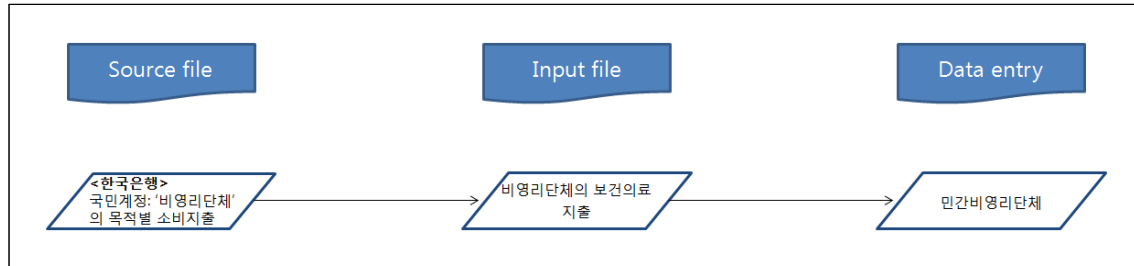 Source file
Input file
Data entry
<한국은행>
국민계정: ‘비영리단체’
의 목적별 소비지출
비영리단체의 보건의료
지출
민간비영리단체